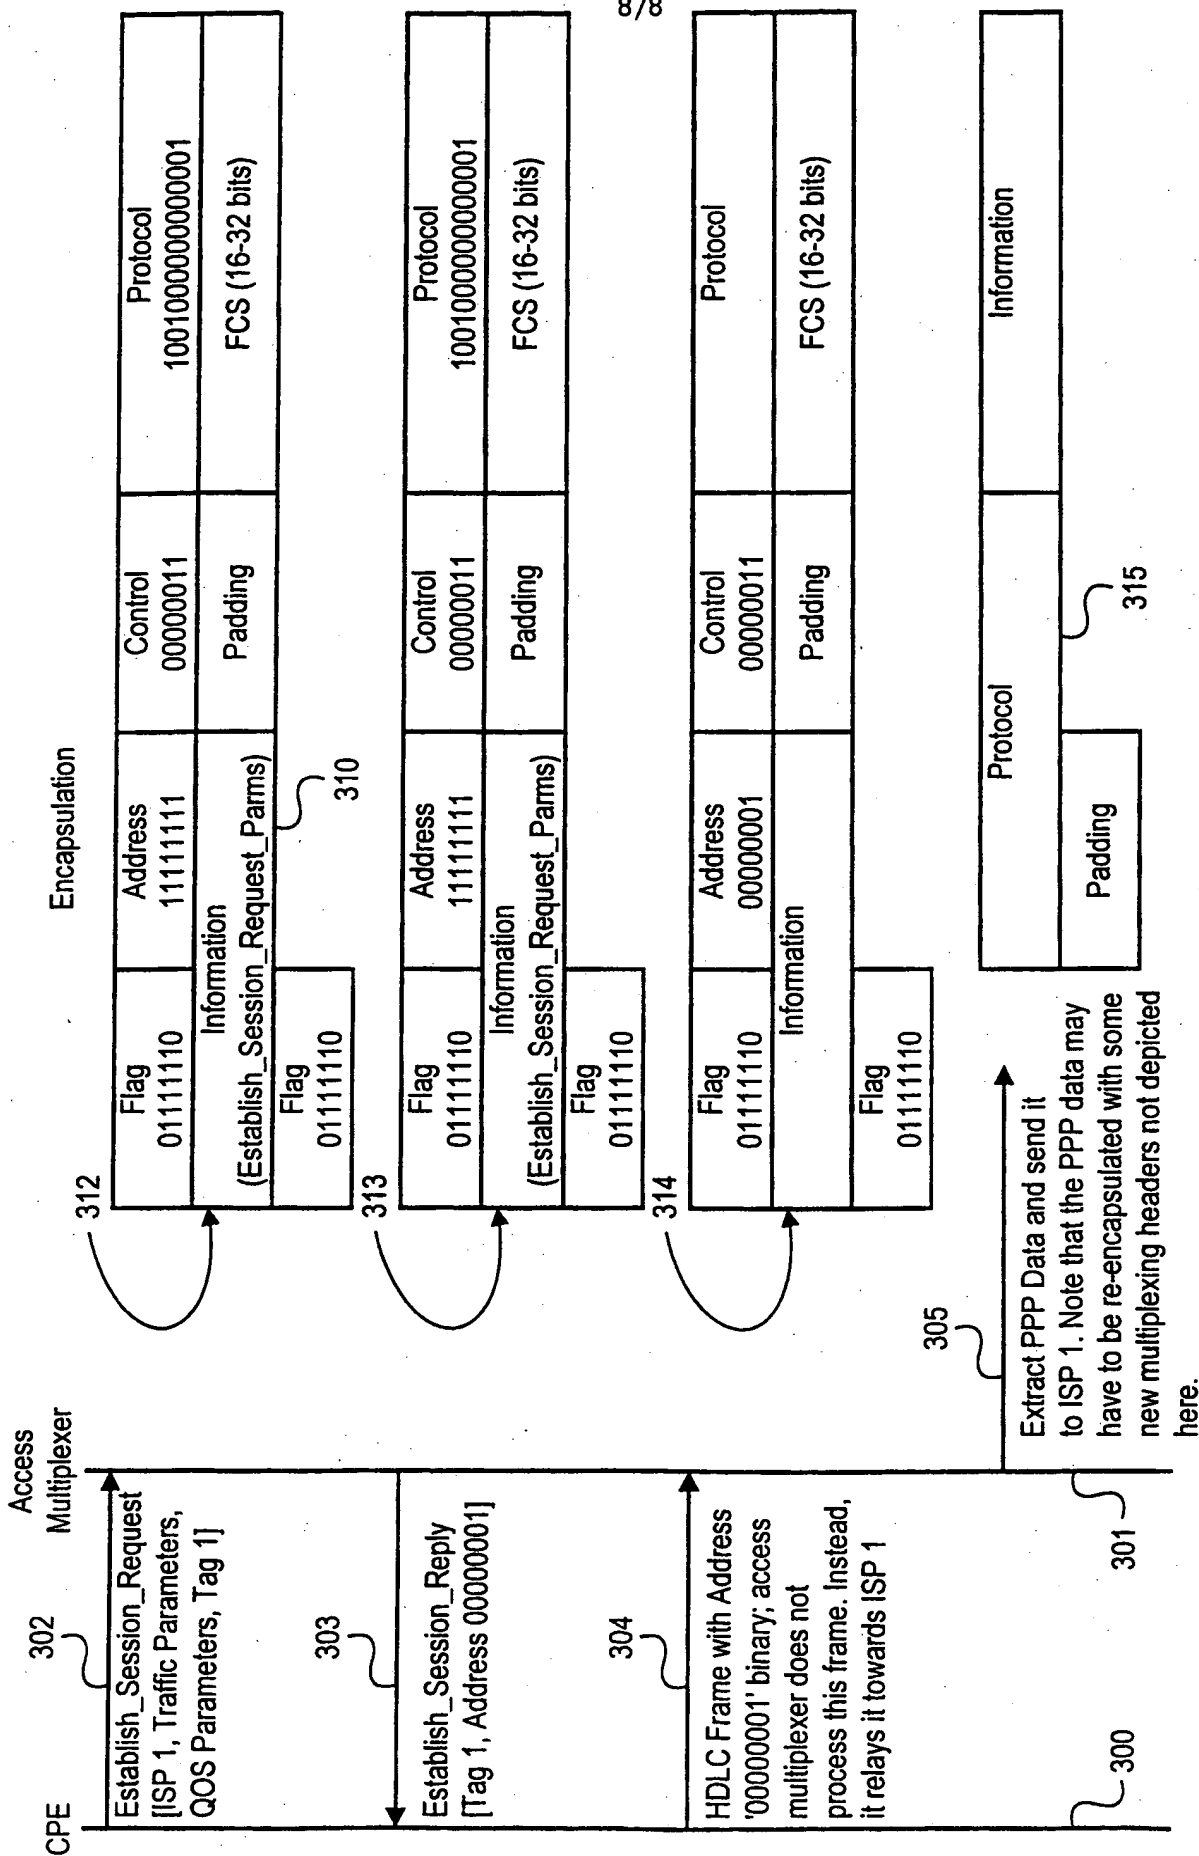 8/8
CPE
Access
Multiplexer
Encapsulation
302
Establish_Session_Request
[ISP 1, Traffic Parameters,
QOS Parameters, Tag 1]
312
Flag
01111110
Address
11111111
Control
00000011
Protocol
1001000000000001
Information
(Establish_Session_Request_Parms)
Padding
FCS (16-32 bits)
Flag
01111110
310
303
Establish_Session_Reply
[Tag 1, Address 0000001]
313
Flag
01111110
Address
11111111
Control
00000011
Protocol
1001000000000001
Information
(Establish_Session_Request_Parms)
Padding
FCS (16-32 bits)
Flag
01111110
304
HDLC Frame with Address
'0000001' binary; access
multiplexer does not
process this frame. Instead,
it relays it towards ISP 1
314
Flag
01111110
Address
00000001
Control
00000011
Protocol
Information
Padding
FCS (16-32 bits)
Flag
01111110
305
Extract PPP Data and send it
to ISP 1. Note that the PPP data may
have to be re-encapsulated with some
new multiplexing headers not depicted
here.
Protocol
Information
Padding
315
300
301